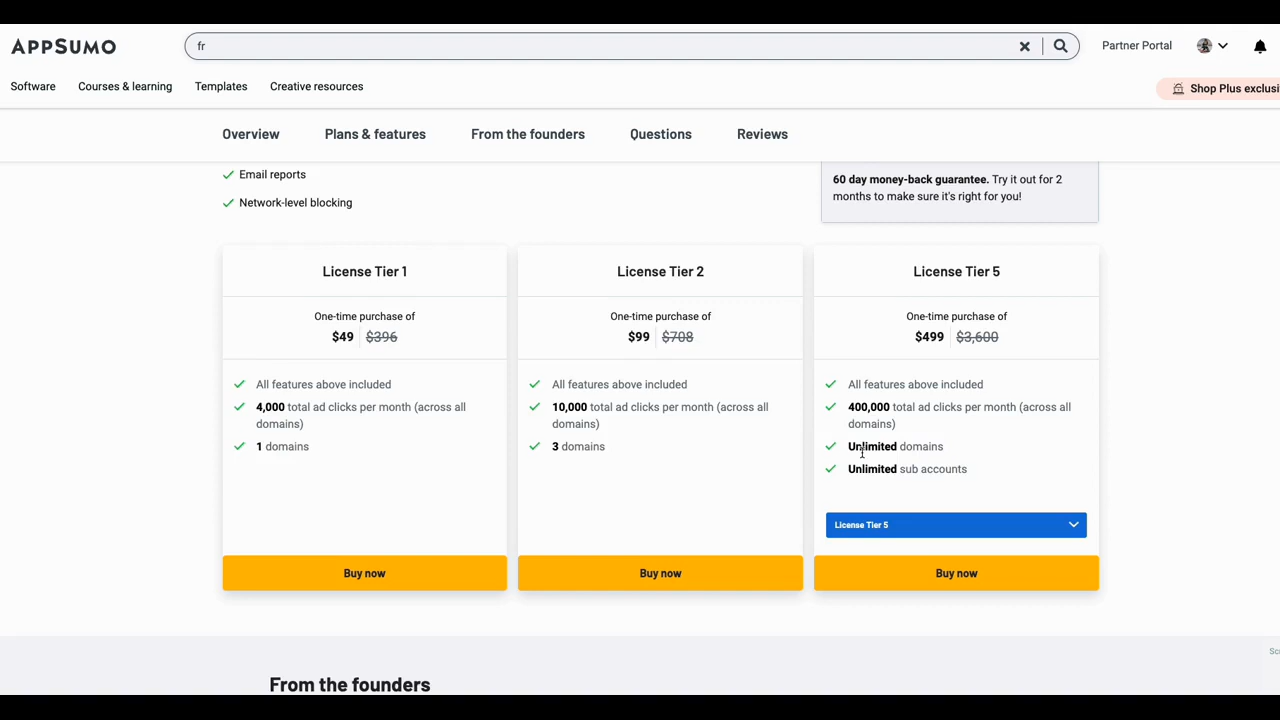 APPSUMO
fr
Partner Portal
Software
Courses & learning
Templates
Creative resources
Shop Plus exclusi
Overview
Plans & features
From the founders
Questions
Reviews
Email reports
Network-level blocking
60 day money-back guarantee. Try it out for 2
months to make sure it's right for you!
License Tier 1
One-time purchase of
$49 $396
All features above included
4,000 total ad clicks per month (across all
domains)
1 domains
Buy now
License Tier 2
One-time purchase of
$99 $708
All features above included
10,000 total ad clicks per month (across all
domains)
3 domains
Buy now
License Tier 5
One-time purchase of
$499 $3,600
All features above included
400,000 total ad clicks per month (across all
domains)
Unlimited domains
Unlimited sub accounts
License Tier 5
Buy now
From the founders